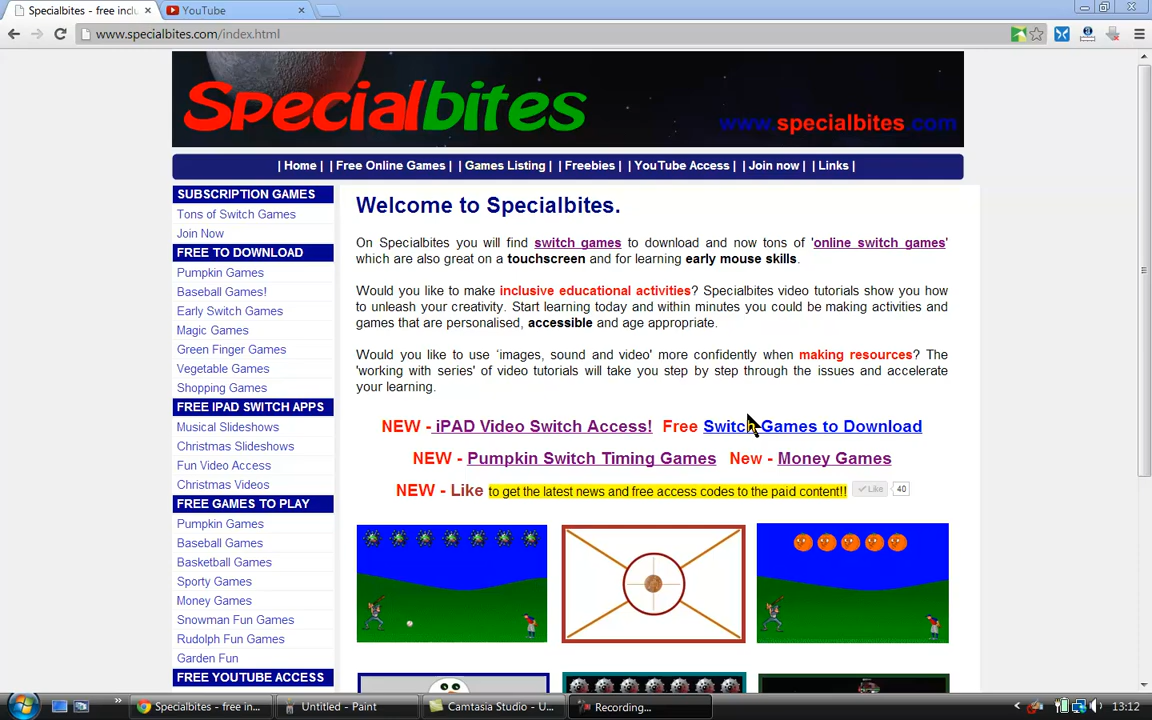 Specialbites - free inclu
YouTube
www.specialbites.com/index.html
Specialbites
www.specialbites.com
| Home | | Free Online Games | | Games Listing | | Freebies | | YouTube Access | | Join now | | Links |
SUBSCRIPTION GAMES
Tons of Switch Games
Join Now
FREE TO DOWNLOAD
Pumpkin Games
Baseball Games!
Early Switch Games
Magic Games
Green Finger Games
Vegetable Games
Shopping Games
FREE IPAD SWITCH APPS
Musical Slideshows
Christmas Slideshows
Fun Video Access
Christmas Videos
FREE GAMES TO PLAY
Pumpkin Games
Baseball Games
Basketball Games
Sporty Games
Money Games
Snowman Fun Games
Rudolph Fun Games
Garden Fun
FREE YOUTUBE ACCESS
Welcome to Specialbites.
On Specialbites you will find switch games to download and now tons of 'online switch games'
which are also great on a touchscreen and for learning early mouse skills.
Would you like to make inclusive educational activities? Specialbites video tutorials show you how
to unleash your creativity. Start learning today and within minutes you could be making activities and
games that are personalised, accessible and age appropriate.
Would you like to use 'images, sound and video' more confidently when making resources? The
'working with series' of video tutorials will take you step by step through the issues and accelerate
your learning.
NEW - iPAD Video Switch Access! Free Switch Games to Download
NEW - Pumpkin Switch Timing Games New - Money Games
NEW - Like to get the latest news and free access codes to the paid content!! Like 40
Specialbites - free in...
Untitled - Paint
Camtasia Studio - U...
Recording...
13:12